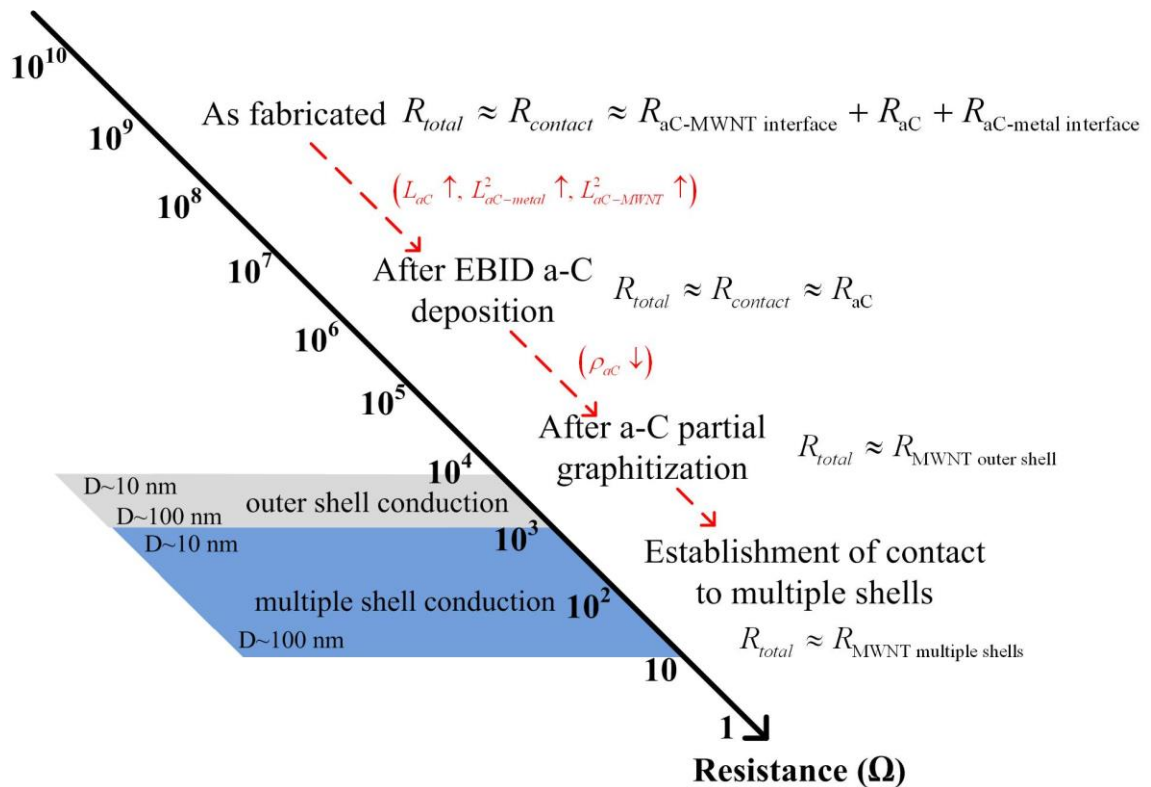 10^10
As fabricated R_total ≈ R_contact ≈ R_aC-MWNT interface + R_aC + R_aC-metal interface
10^9
(L_aC ↑, L^2_aC-metal ↑, L^2_aC-MWNT ↑)
10^8
10^7
After EBID a-C
deposition
R_total ≈ R_contact ≈ R_aC
10^6
(ρ_aC ↓)
10^5
After a-C partial
graphitization
R_total ≈ R_MWNT outer shell
10^4
D~10 nm
outer shell conduction
D~100 nm
10^3
D~10 nm
Establishment of contact
to multiple shells
multiple shell conduction
10^2
D~100 nm
R_total ≈ R_MWNT multiple shells
10
1
Resistance (Ω)